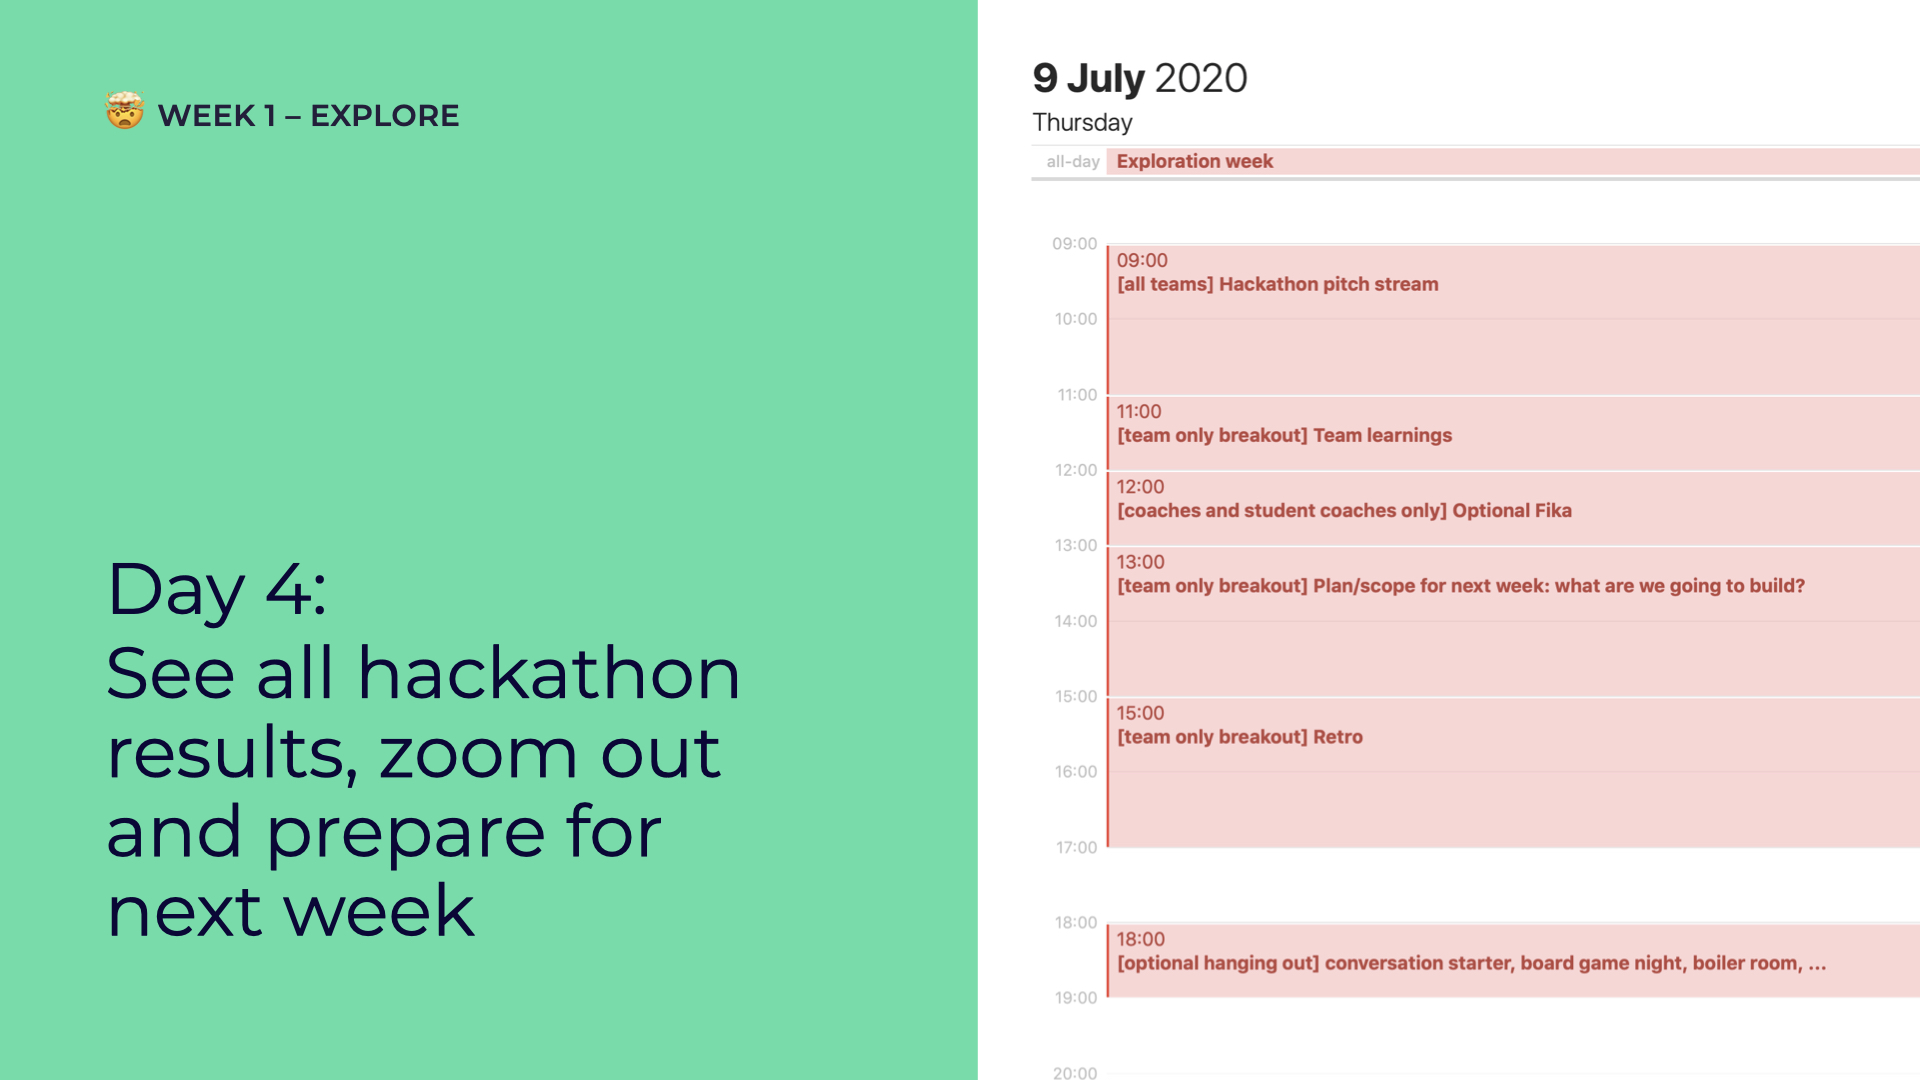 🤯 WEEK 1 – EXPLORE
Day 4:
See all hackathon
results, zoom out
and prepare for
next week
9 July 2020
Thursday
all-day Exploration week
09:00
09:00
[all teams] Hackathon pitch stream
10:00
11:00
11:00
[team only breakout] Team learnings
12:00
12:00
[coaches and student coaches only] Optional Fika
13:00
13:00
[team only breakout] Plan/scope for next week: what are we going to build?
14:00
15:00
15:00
[team only breakout] Retro
16:00
17:00
18:00
18:00
[optional hanging out] conversation starter, board game night, boiler room, ...
19:00
20:00